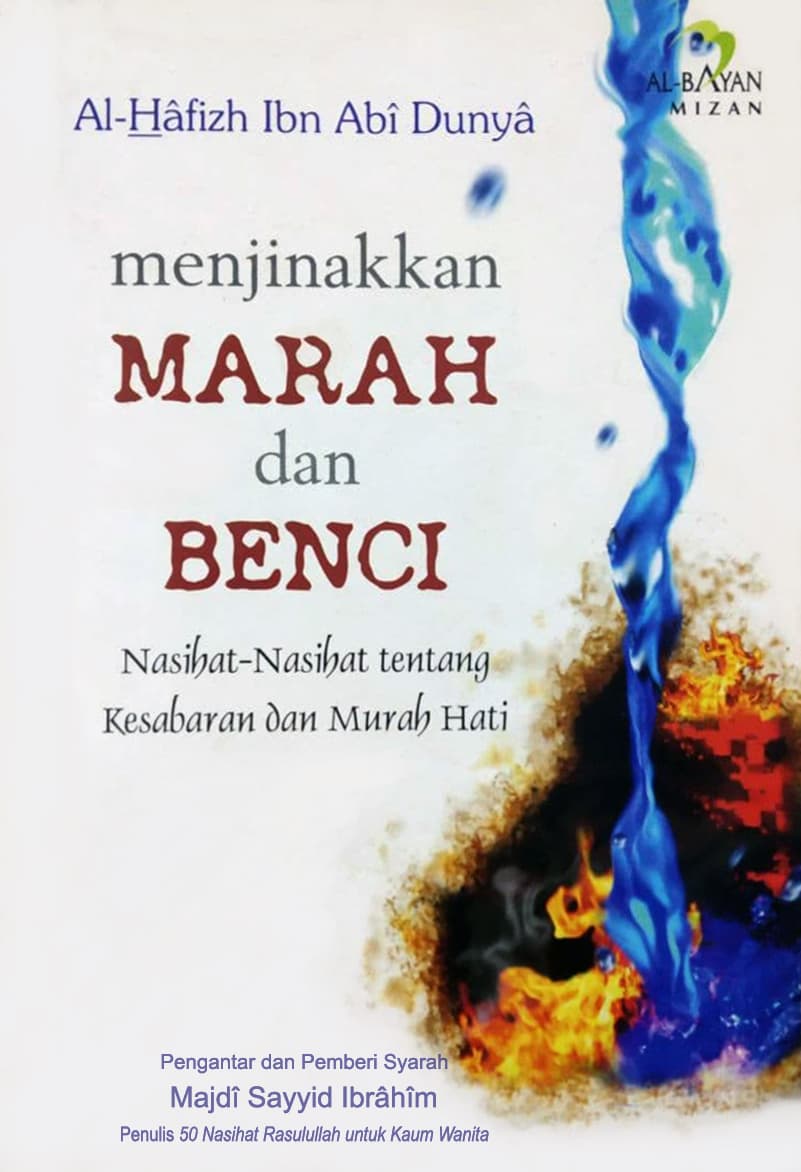 AL-BAYAN
MIZAN
Al-Hâfizh Ibn Abî Dunyâ
menjinakkan
MARAH
dan
BENCI
Nasihat-Nasihat tentang
Kesabaran dan Murah Hati
Pengantar dan Pemberi Syarah
Majdî Sayyid Ibrâhîm
Penulis 50 Nasihat Rasulullah untuk Kaum Wanita